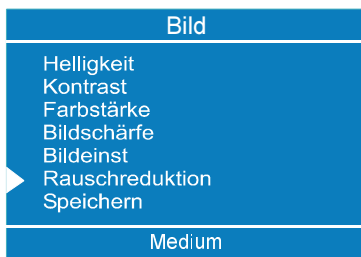 Bild
Helligkeit
Kontrast
Farbstärke
Bildschärfe
Bildeinst
Rauschreduktion
Speichern
Medium